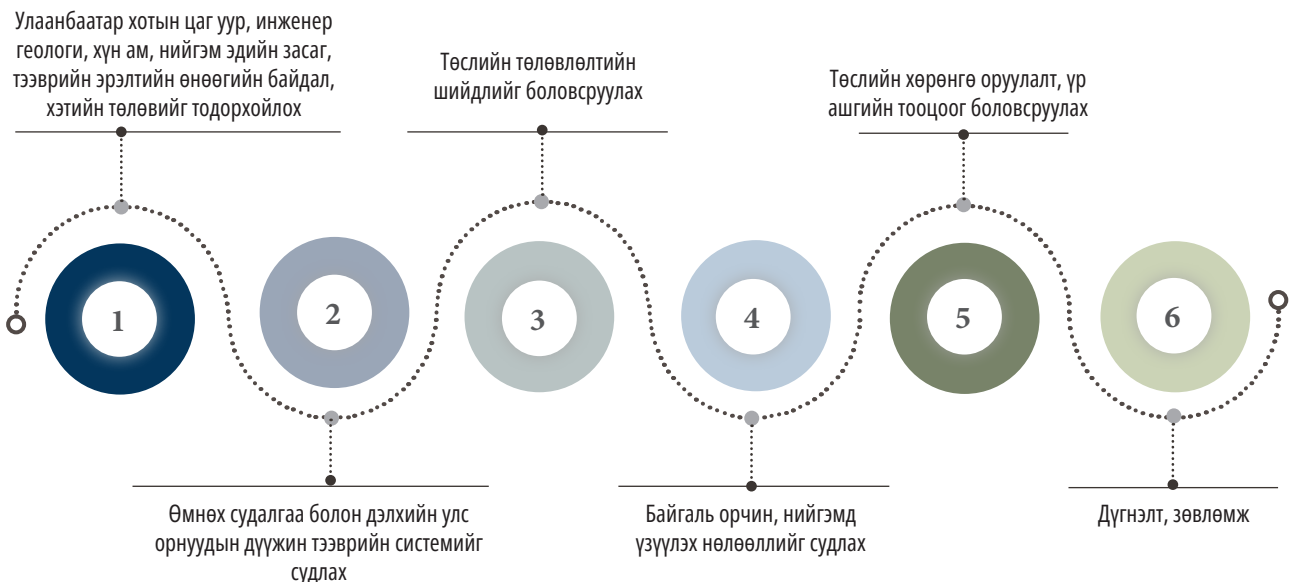 Улаанбаатар хотын цаг уур, инженер
геологи, хүн ам, нийгэм эдийн засаг,
тээврийн эрэлтийн өнөөгийн байдал,
хэтийн төлөвийг тодорхойлох
Төслийн төлөвлөлтийн
шийдлийг боловсруулах
Төслийн хөрөнгө оруулалт, үр
ашгийн тооцоог боловсруулах
1
2
3
4
5
6
Өмнөх судалгаа болон дэлхийн улс
орнуудын дүүжин тээврийн системийг
судлах
Байгаль орчин, нийгэмд
үзүүлэх нөлөөллийг судлах
Дүгнэлт, зөвлөмж